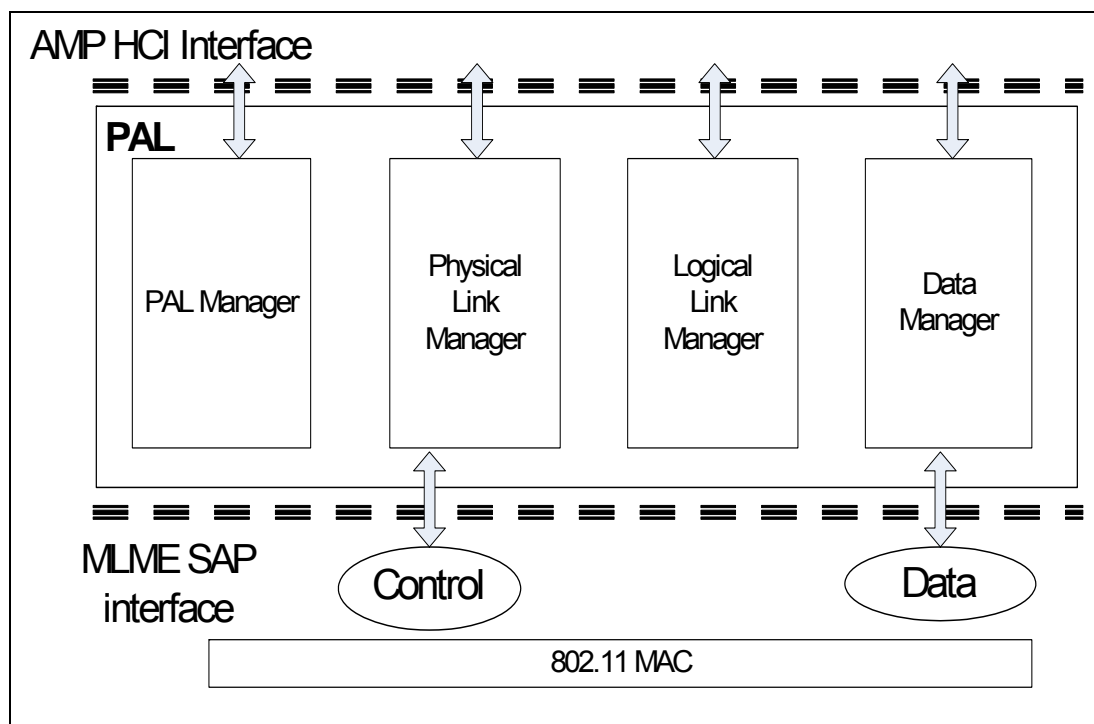 AMP HCI Interface
PAL
PAL Manager
Physical
Link
Manager
Logical
Link
Manager
Data
Manager
MLME SAP
interface
Control
Data
802.11 MAC